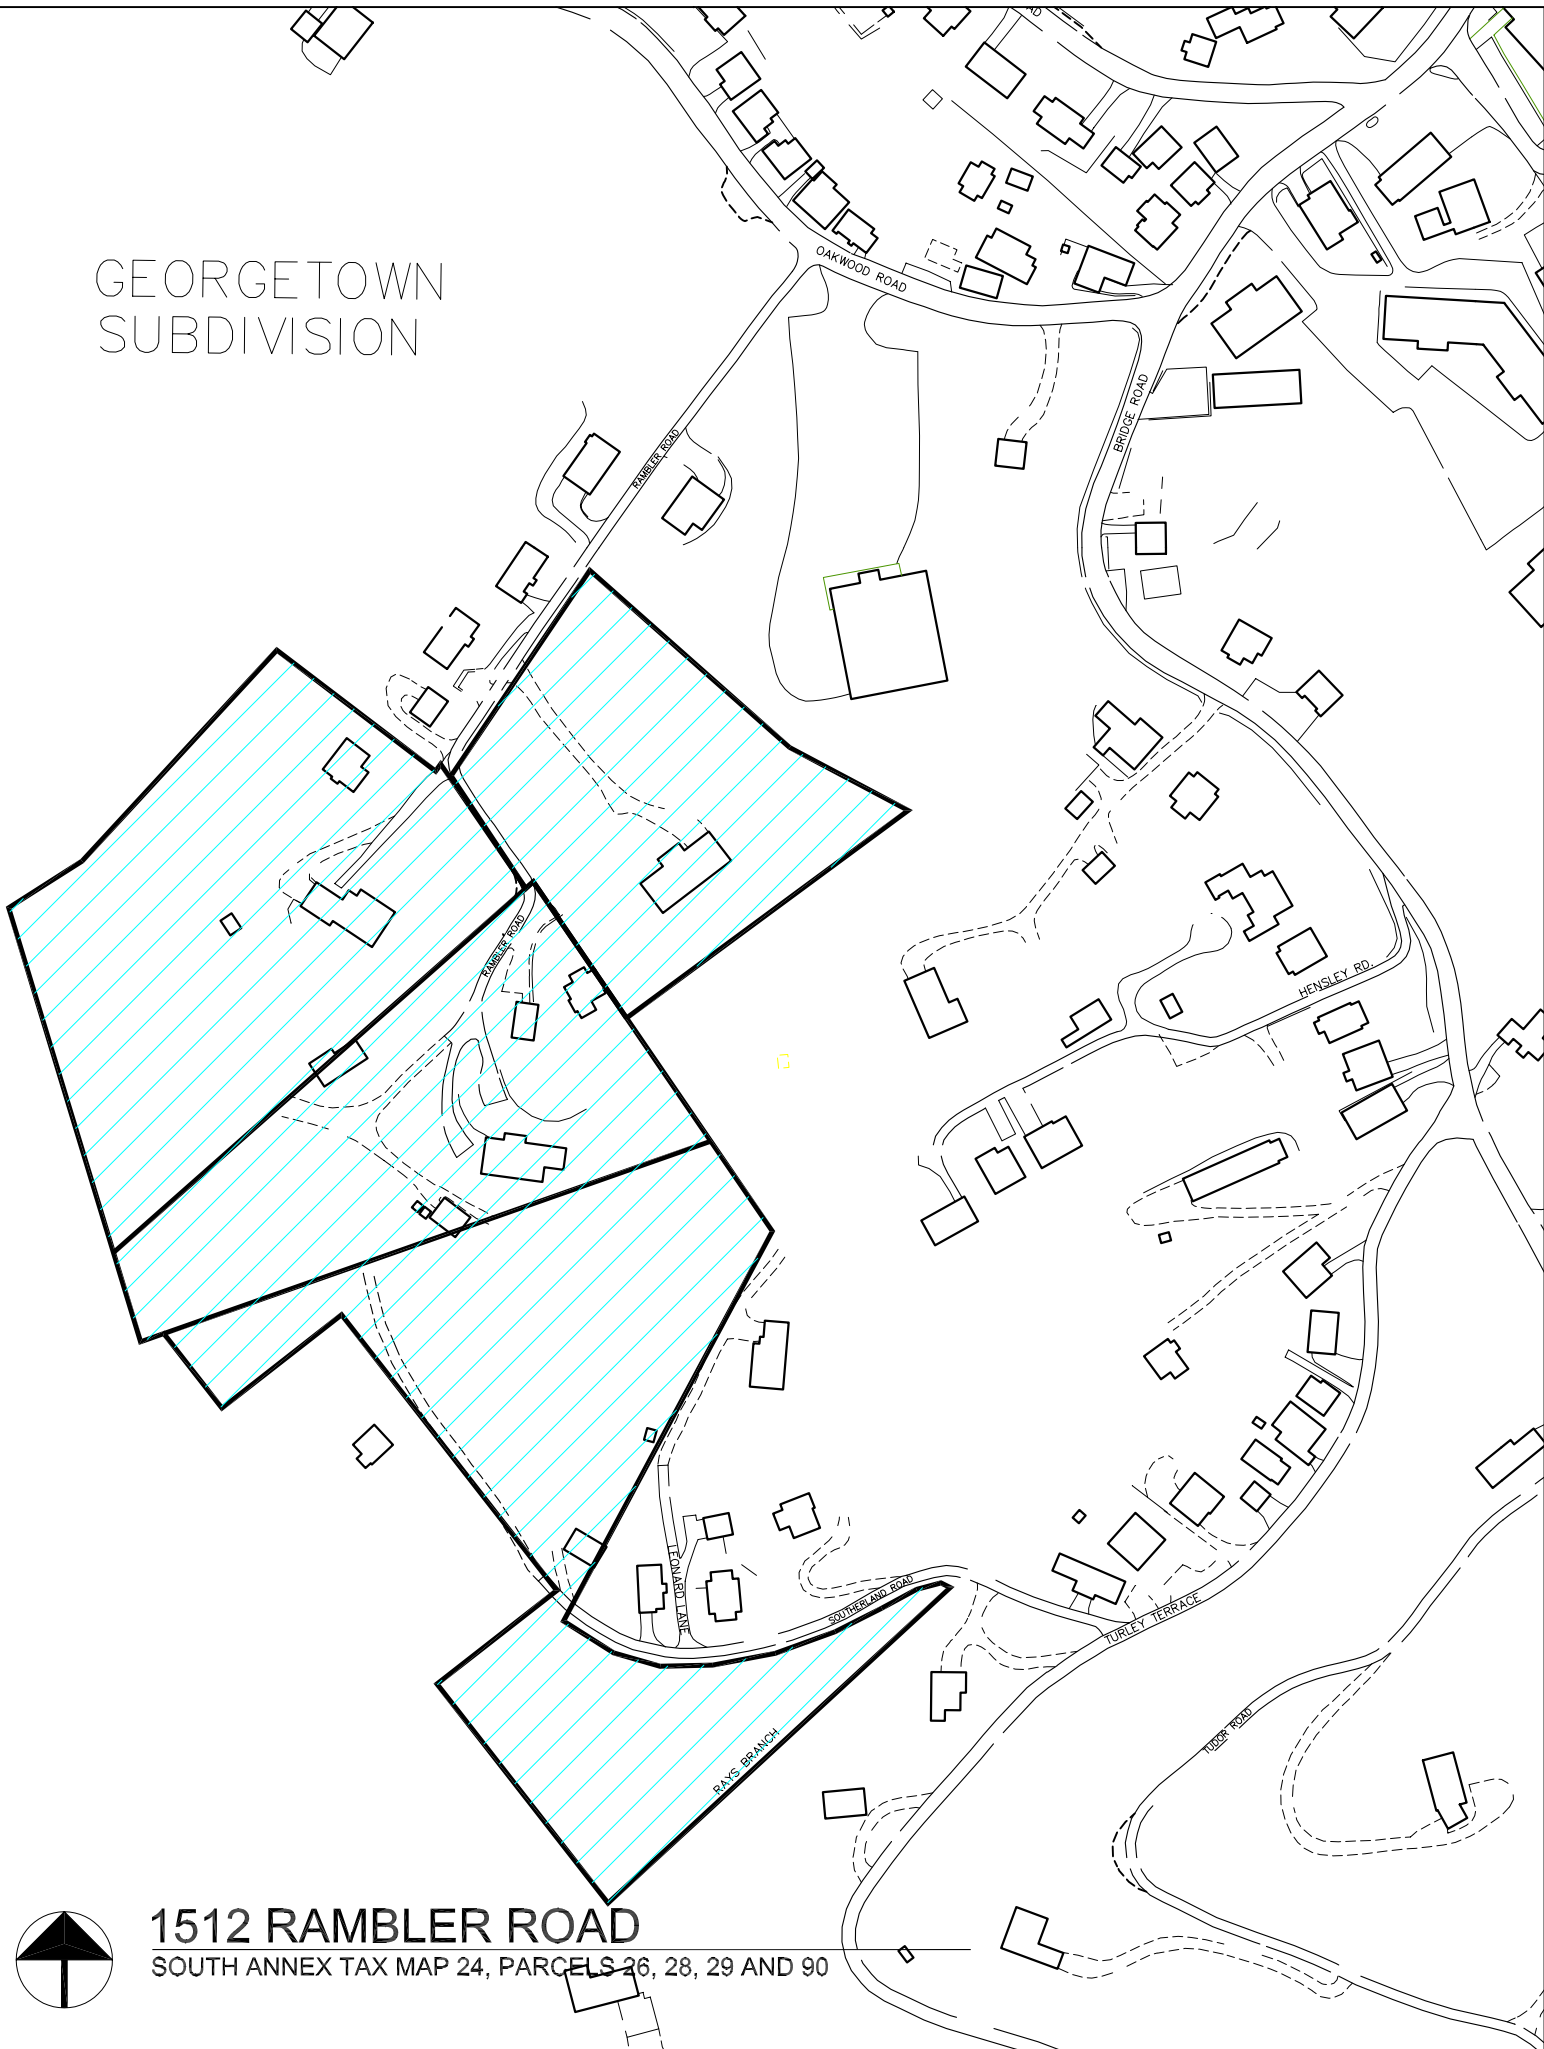 GEORGETOWN
SUBDIVISION
OAKWOOD ROAD
BRIDGE ROAD
RAMBLER ROAD
RAMBLER ROAD
HENSLEY RD.
LEONARD LANE
SOUTHERLAND ROAD
TURLEY TERRACE
TUDOR ROAD
RAYS BRANCH
1512 RAMBLER ROAD
SOUTH ANNEX TAX MAP 24, PARCELS 26, 28, 29 AND 90